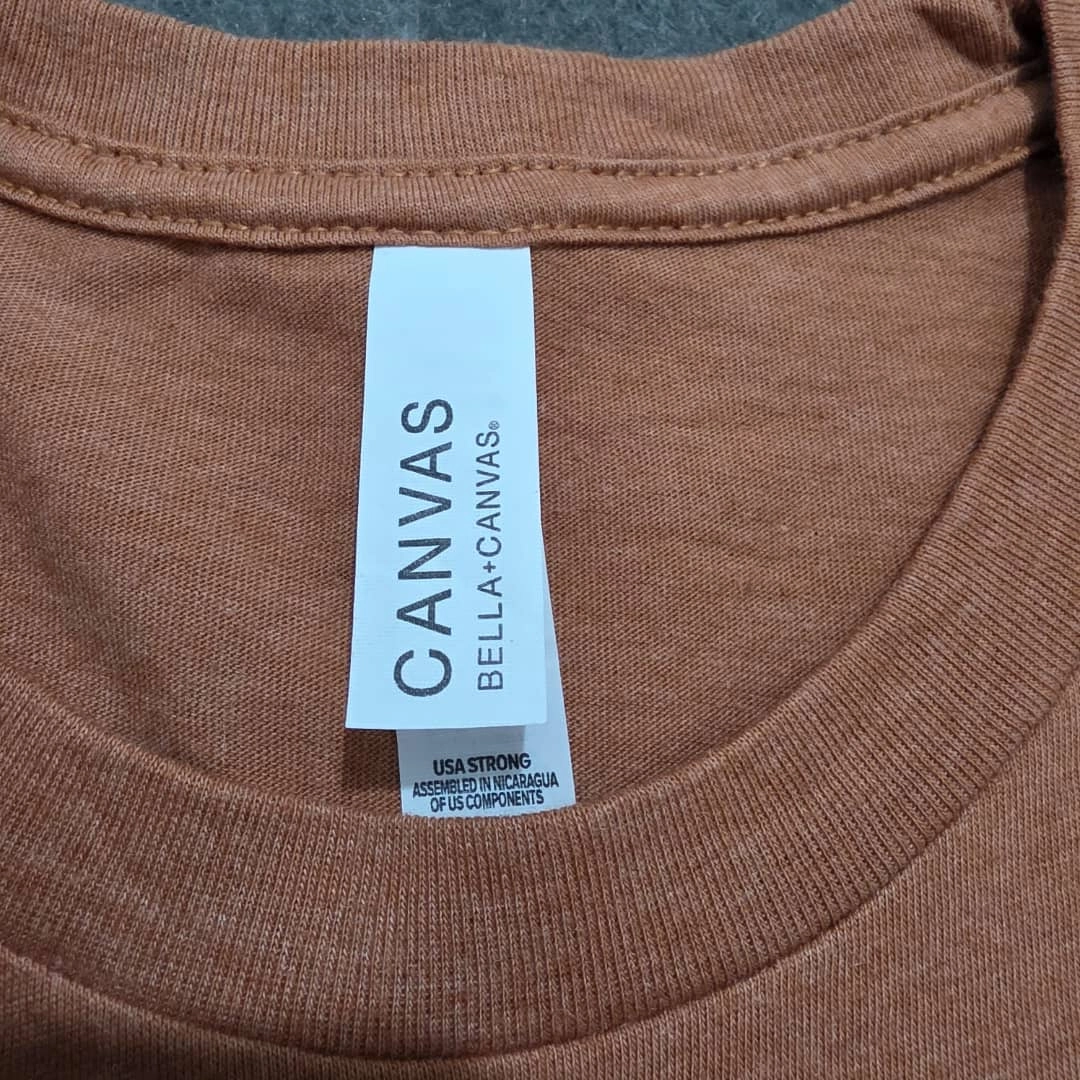 CANVAS
BELLA+CANVAS®
USA STRONG
ASSEMBLED IN NICARAGUA
OF US COMPONENTS